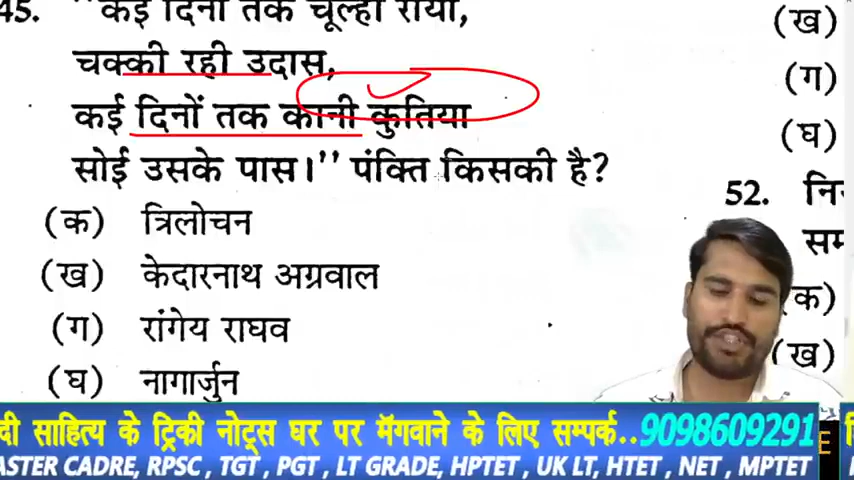 45. "कई दिनों तक चूल्हा रोया,
चक्की रही उदास,
कई दिनों तक कानी कुतिया
सोई उसके पास।" पंक्ति किसकी है?
(क) त्रिलोचन
(ख) केदारनाथ अग्रवाल
(ग) रांगेय राघव
(घ) नागार्जुन
(ख)
(ग)
(घ)
52.
क)
(ख)
दी साहित्य के ट्रिकी नोट्स घर पर मँगवाने के लिए सम्पर्क..9098609291
ASTER CADRE, RPSC , TGT , PGT , LT GRADE, HPTET , UK LT, HTET , NET , MPTET